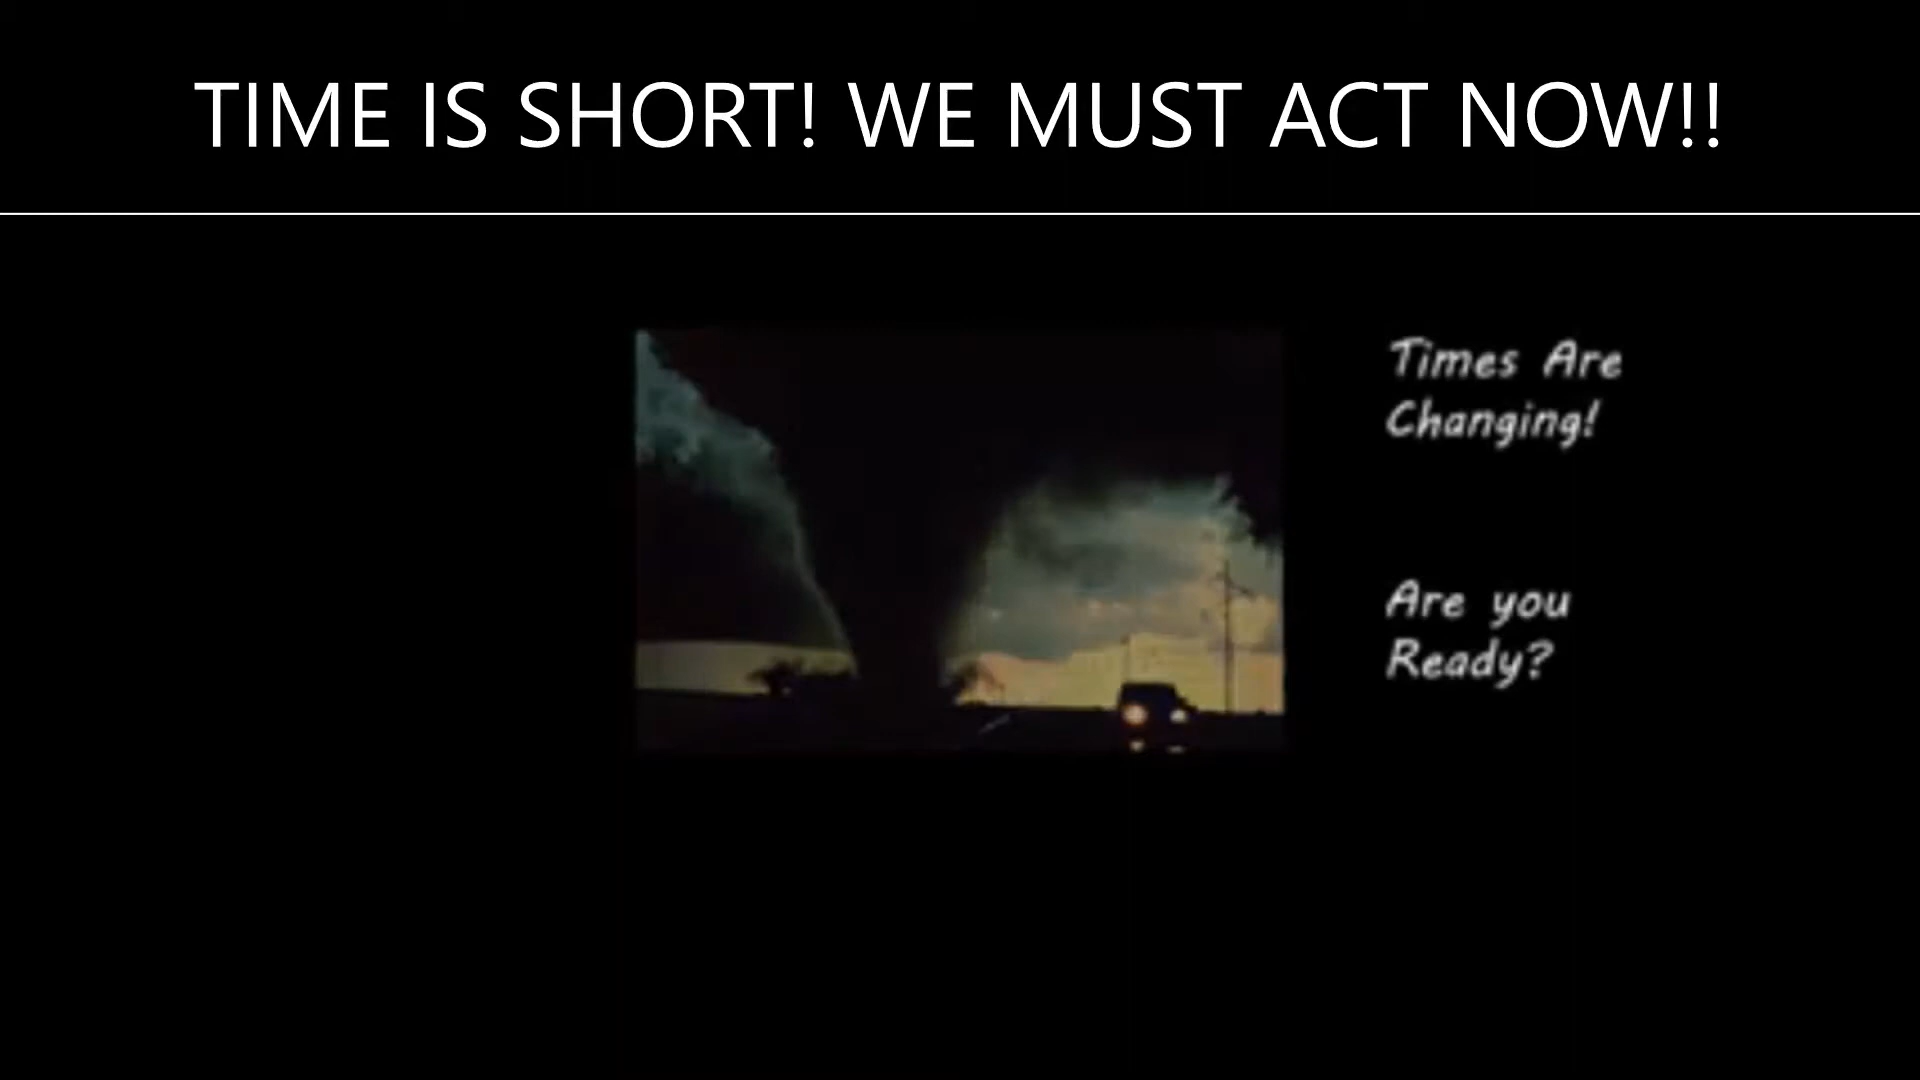 TIME IS SHORT! WE MUST ACT NOW!!
Times Are
Changing!
Are you
Ready?